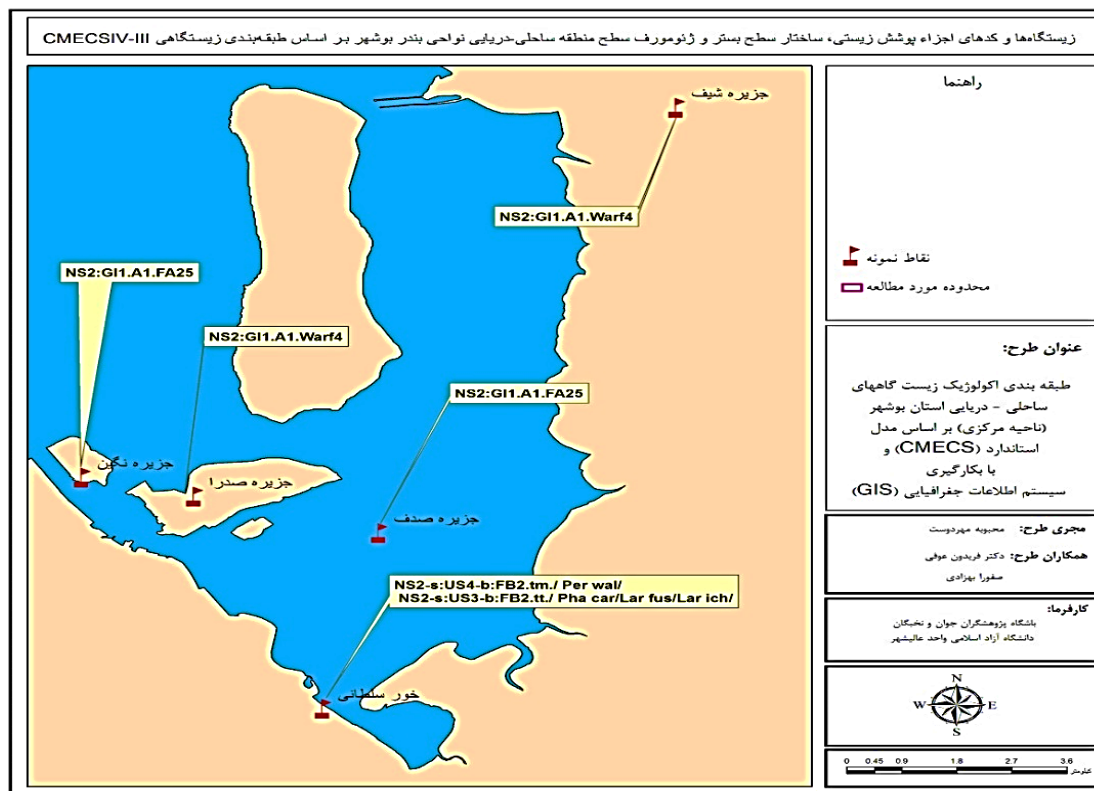 زیستگاه‌ها و کدهای اجزاء پوشش زیستی، ساختار سطح بستر و ژئومورف سطح منطقه ساحلی-دریایی نواحی بندر بوشهر بر اساس طبقه‌بندی زیستگاهی CMECSIV-III
جزیره شیف
NS2:GI1.A1.Warf4
NS2:GI1.A1.FA25
NS2:GI1.A1.Warf4
NS2:GI1.A1.FA25
جزیره نگین
جزیره صدرا
جزیره صدف
NS2-s:US4-b:FB2.tm./ Per wal/
NS2-s:US3-b:FB2.tt./ Pha car/Lar fus/Lar ich/
خور سلطانی
راهنما
نقاط نمونه
محدوده مورد مطالعه
عنوان طرح:
طبقه بندی اکولوژیک زیست گاههای
ساحلی - دریایی استان بوشهر
(ناحیه مرکزی) بر اساس مدل
استاندارد (CMECS) و
با بکارگیری
سیستم اطلاعات جغرافیایی (GIS)
مجری طرح: محبوبه مهردوست
همکاران طرح: دکتر فریدون عوفی
صفورا بهزادی
کارفرما:
باشگاه پژوهشگران جوان و نخبگان
دانشگاه آزاد اسلامی واحد عالیشهر
N
W E
S
0 0.45 0.9 1.8 2.7 3.6
کیلومتر